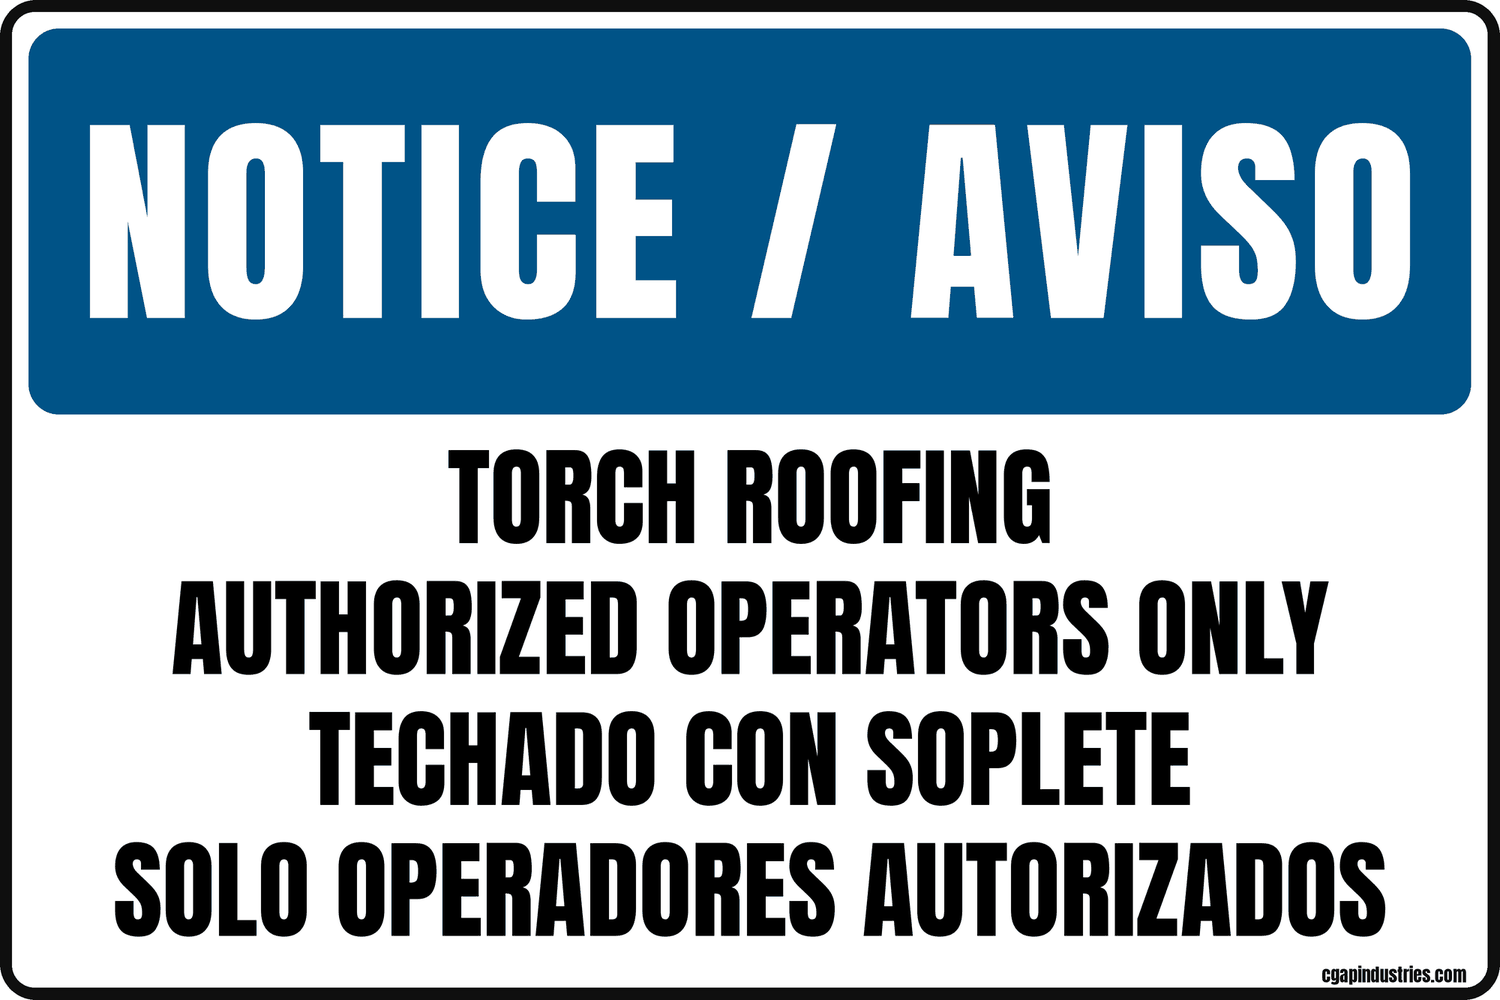 NOTICE / AVISO
TORCH ROOFING
AUTHORIZED OPERATORS ONLY
TECHADO CON SOPLETE
SOLO OPERADORES AUTORIZADOS
cgapindustries.com